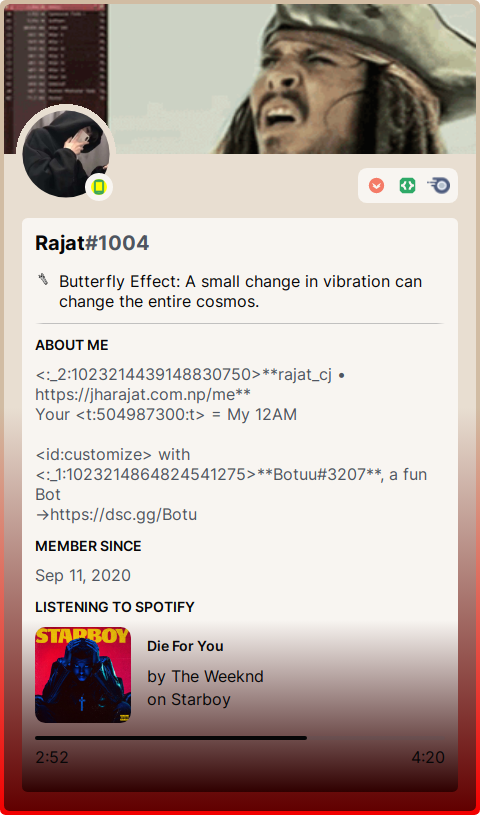 Rajat#1004
Butterfly Effect: A small change in vibration can
change the entire cosmos.
ABOUT ME
<:_2:1023214439148830750>**rajat_cj •
https://jharajat.com.np/me**
Your <t:504987300:t> = My 12AM
<id:customize> with
<:_1:1023214864824541275>**Botuu#3207**, a fun
Bot
→https://dsc.gg/Botu
MEMBER SINCE
Sep 11, 2020
LISTENING TO SPOTIFY
STARBOY
Die For You
by The Weeknd
on Starboy
2:52
4:20